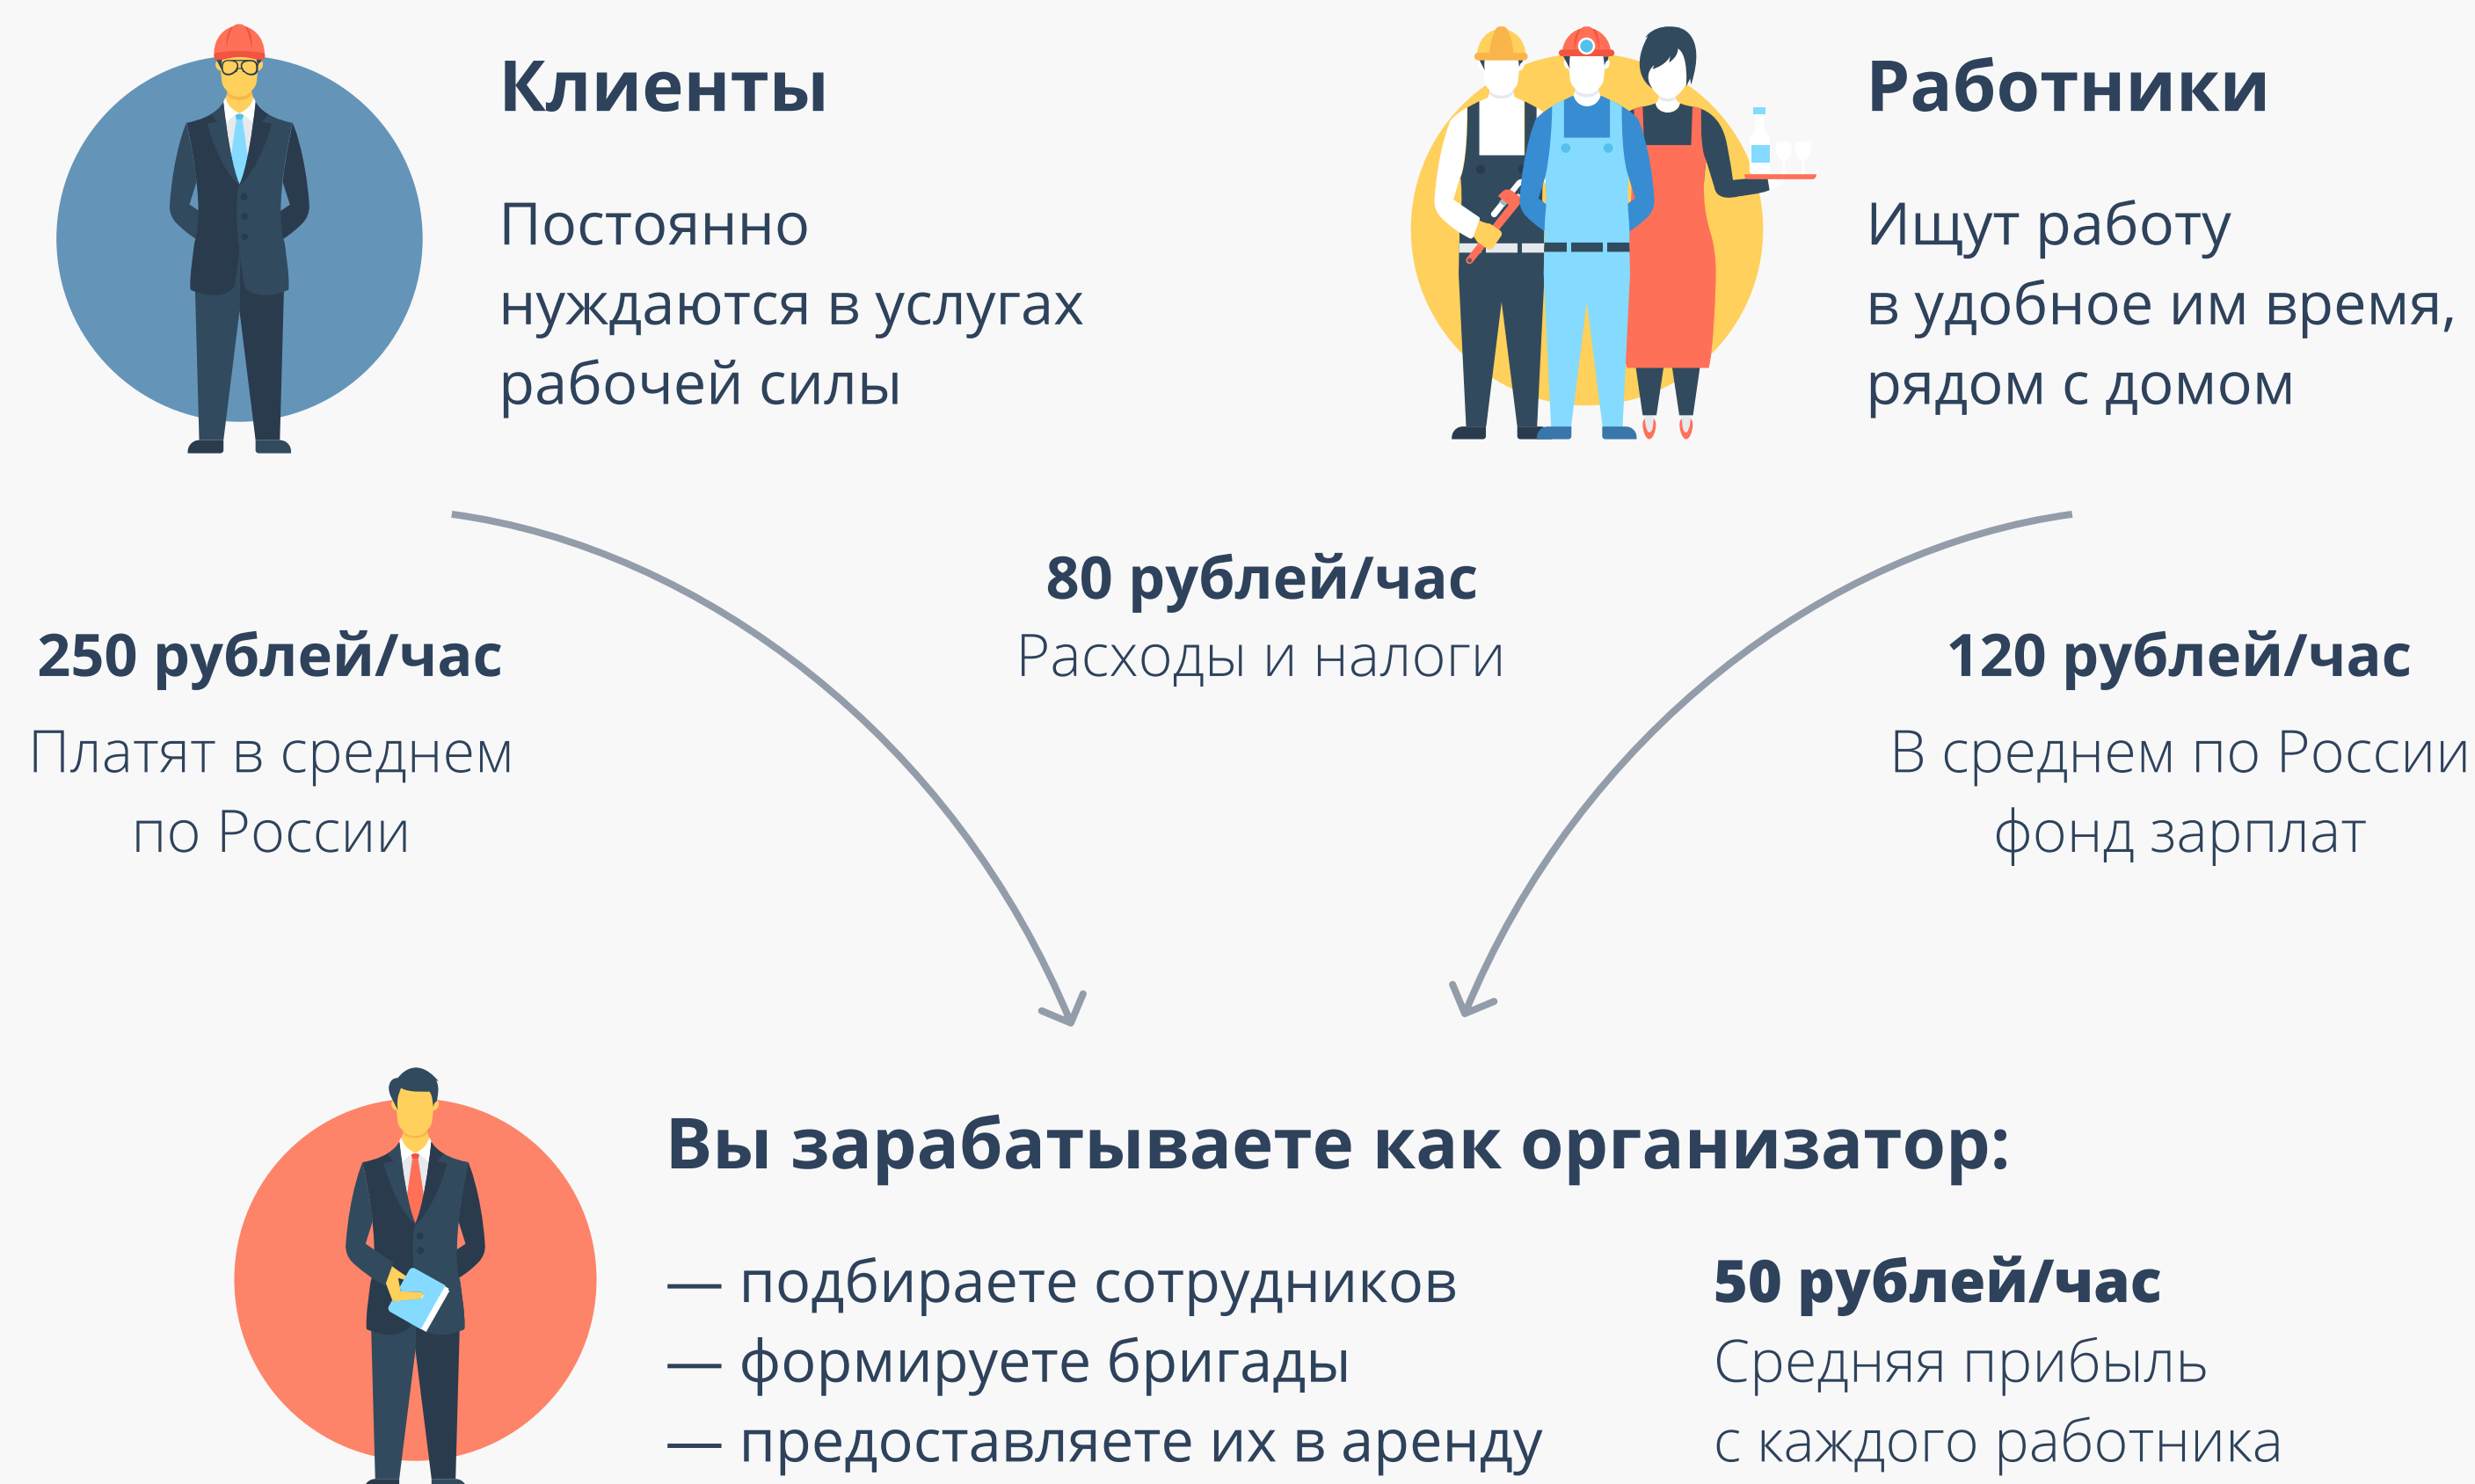 Клиенты
Постоянно
нуждаются в услугах
рабочей силы
Работники
Ищут работу
в удобное им время,
рядом с домом
250 рублей/час
Платят в среднем
по России
80 рублей/час
Расходы и налоги
120 рублей/час
В среднем по России
фонд зарплат
Вы зарабатываете как организатор:
— подбираете сотрудников
— формируете бригады
— предоставляете их в аренду
50 рублей/час
Средняя прибыль
с каждого работника